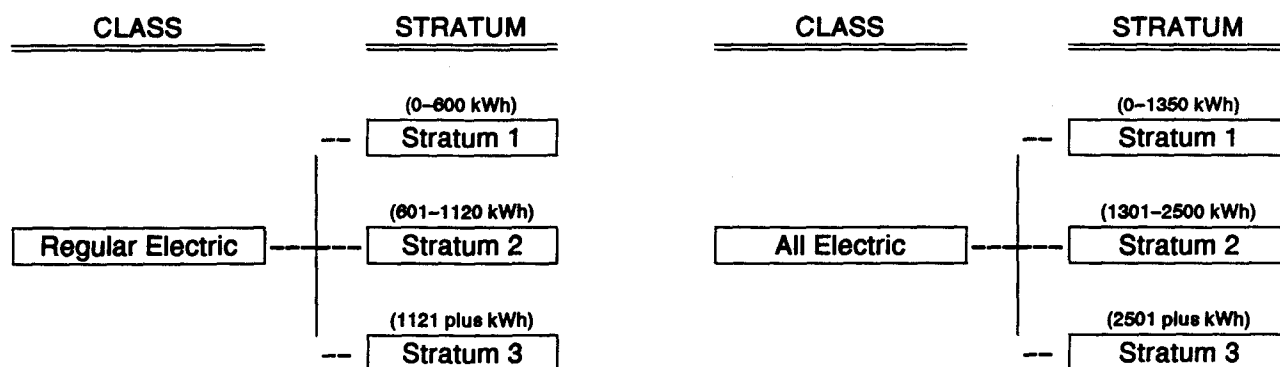 CLASS STRATUM CLASS STRATUM
(0–600 kWh) (0–1350 kWh)
Stratum 1 Stratum 1
(601–1120 kWh) (1301–2500 kWh)
Regular Electric Stratum 2 All Electric Stratum 2
(1121 plus kWh) (2501 plus kWh)
Stratum 3 Stratum 3